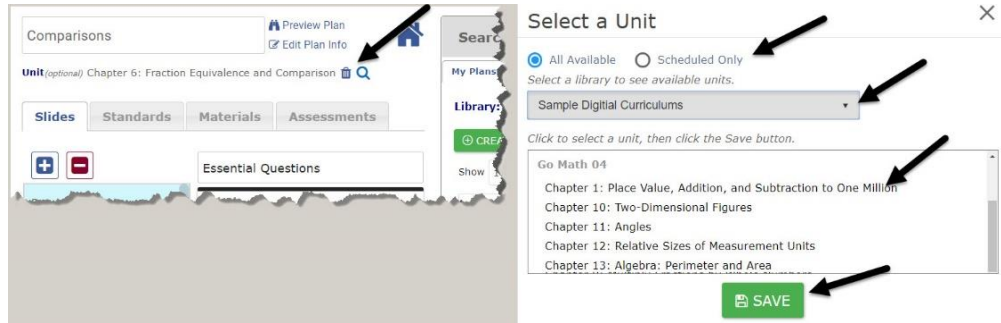 Comparisons
Preview Plan
Edit Plan Info
Unit (optional) Chapter 6: Fraction Equivalence and Comparison
Slides Standards Materials Assessments
Essential Questions
My Plans
Library:
CREA
Show
Select a Unit
All Available Scheduled Only
Select a library to see available units.
Sample Digitial Curriculums
Click to select a unit, then click the Save button.
Go Math 04
Chapter 1: Place Value, Addition, and Subtraction to One Million
Chapter 10: Two-Dimensional Figures
Chapter 11: Angles
Chapter 12: Relative Sizes of Measurement Units
Chapter 13: Algebra: Perimeter and Area
SAVE